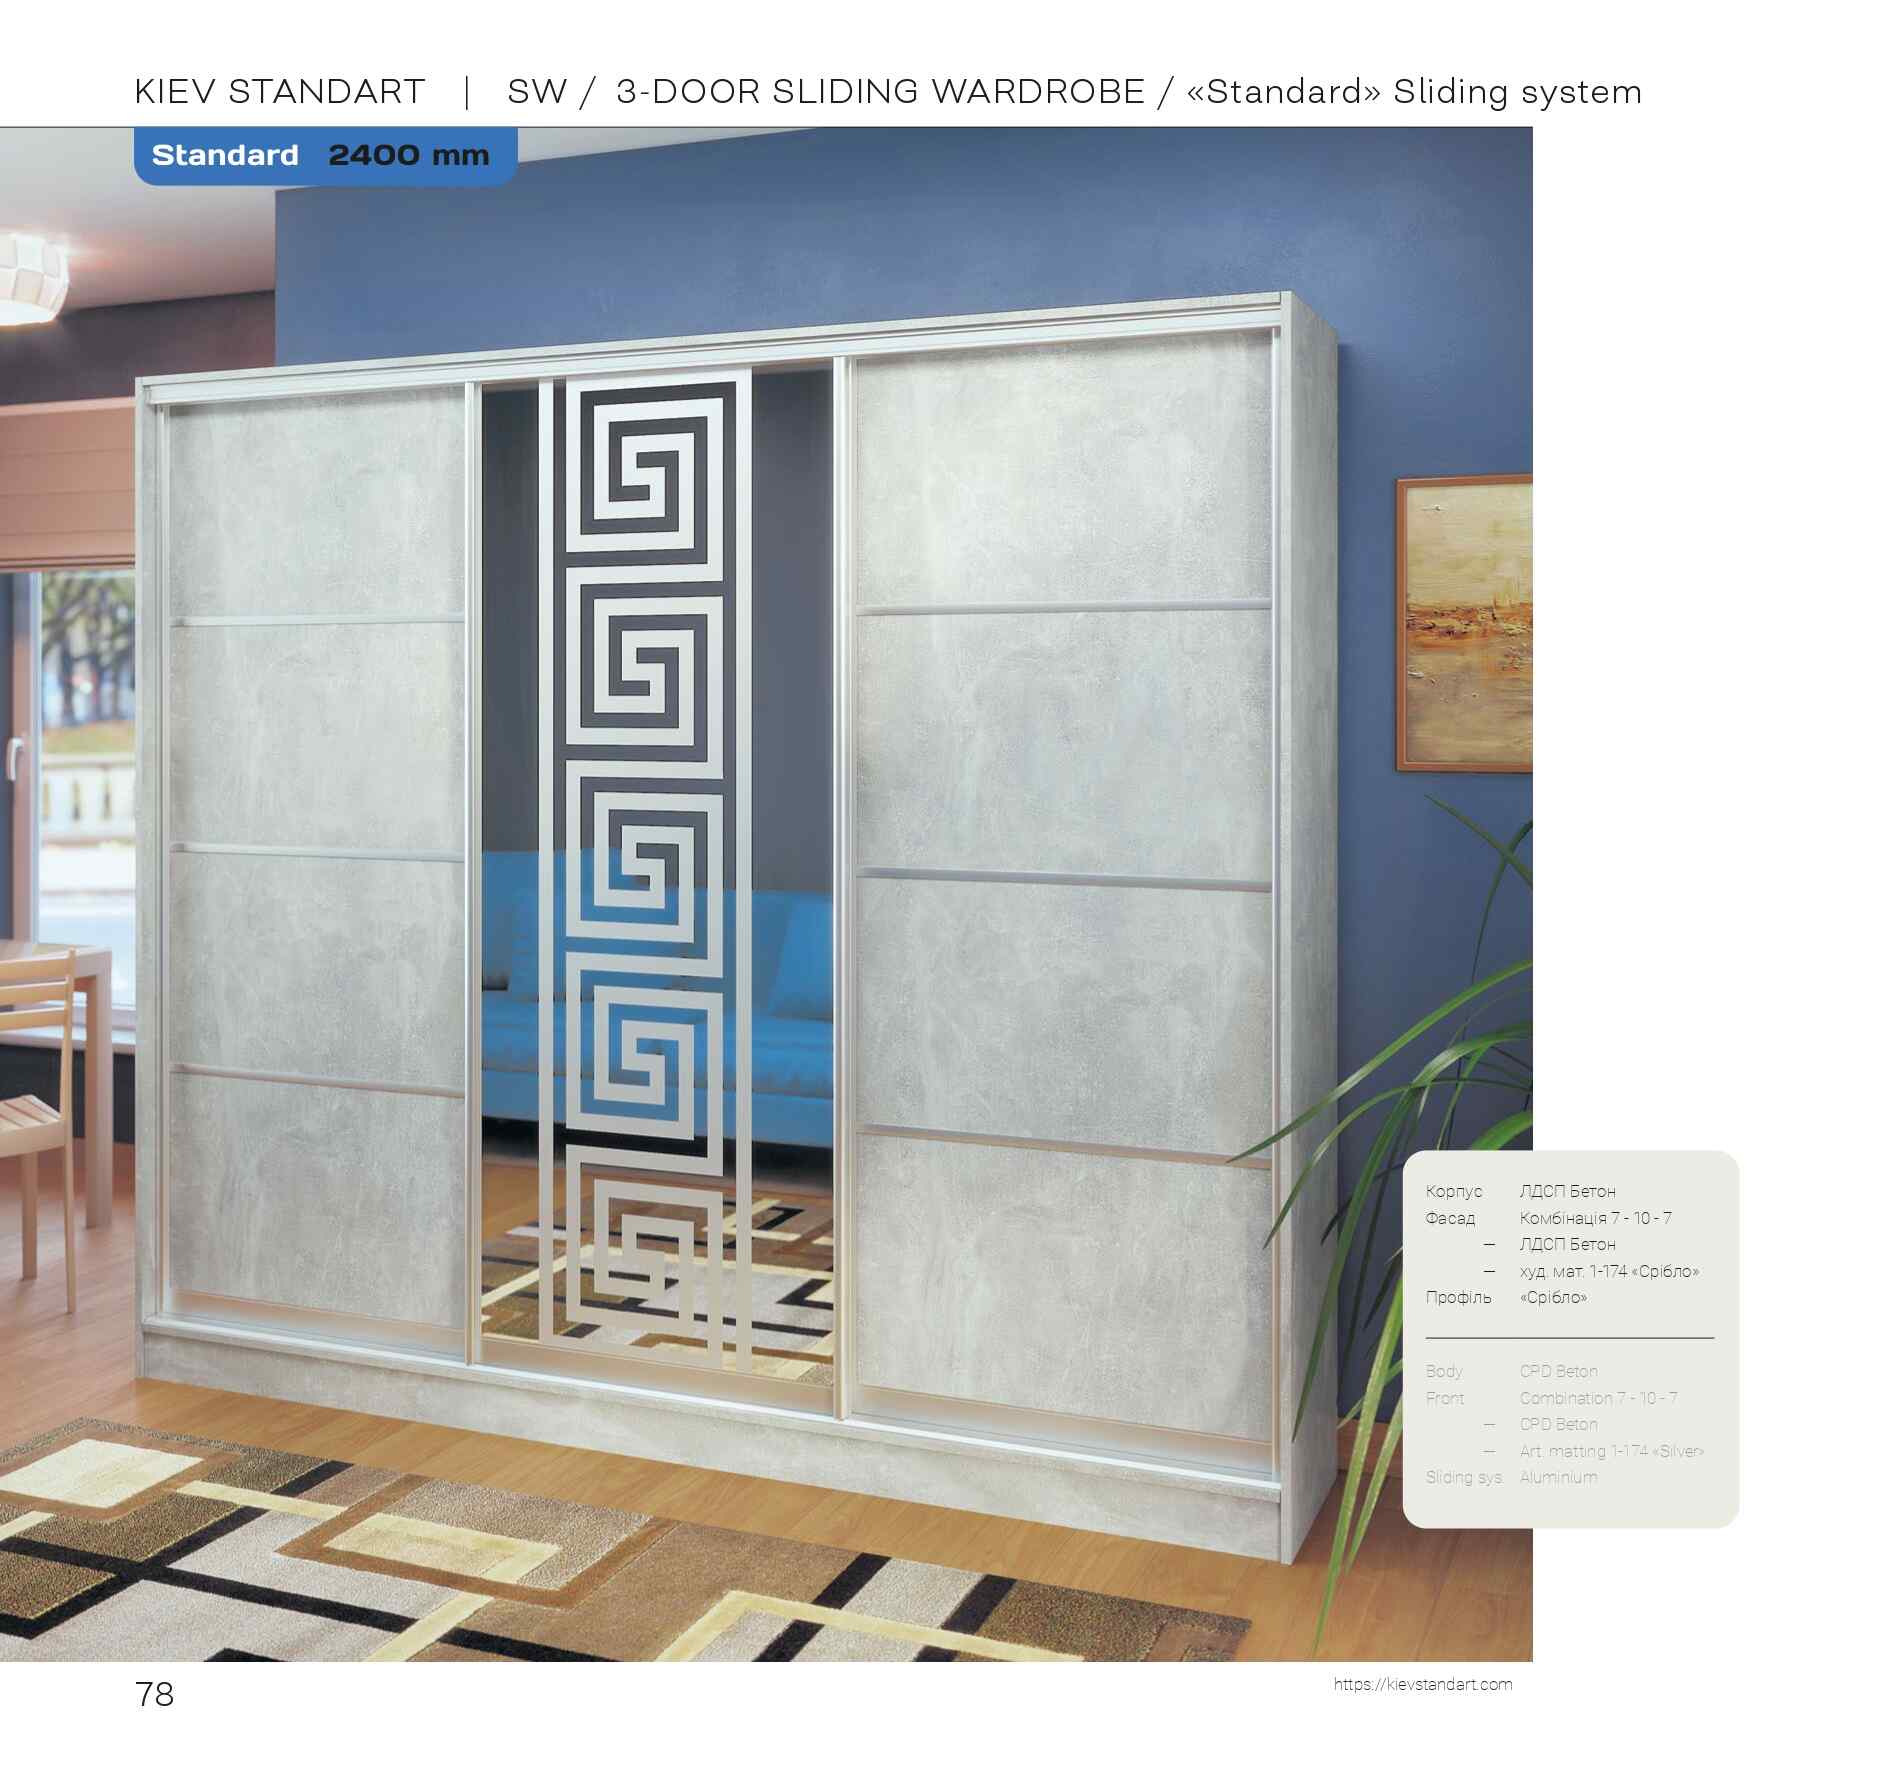 KIEV STANDART | SW / 3-DOOR SLIDING WARDROBE / «Standard» Sliding system
Standard 2400 mm
Корпус ЛДСП Бетон
Фасад Комбінація 7 - 10 - 7
— ЛДСП Бетон
— худ. мат. 1-174 «Срібло»
Профіль «Срібло»
Body CPD Beton
Front Combination 7 - 10 - 7
— CPD Beton
— Art. matting 1-174 «Silver»
Sliding sys. Aluminium
78
https://kievstandart.com